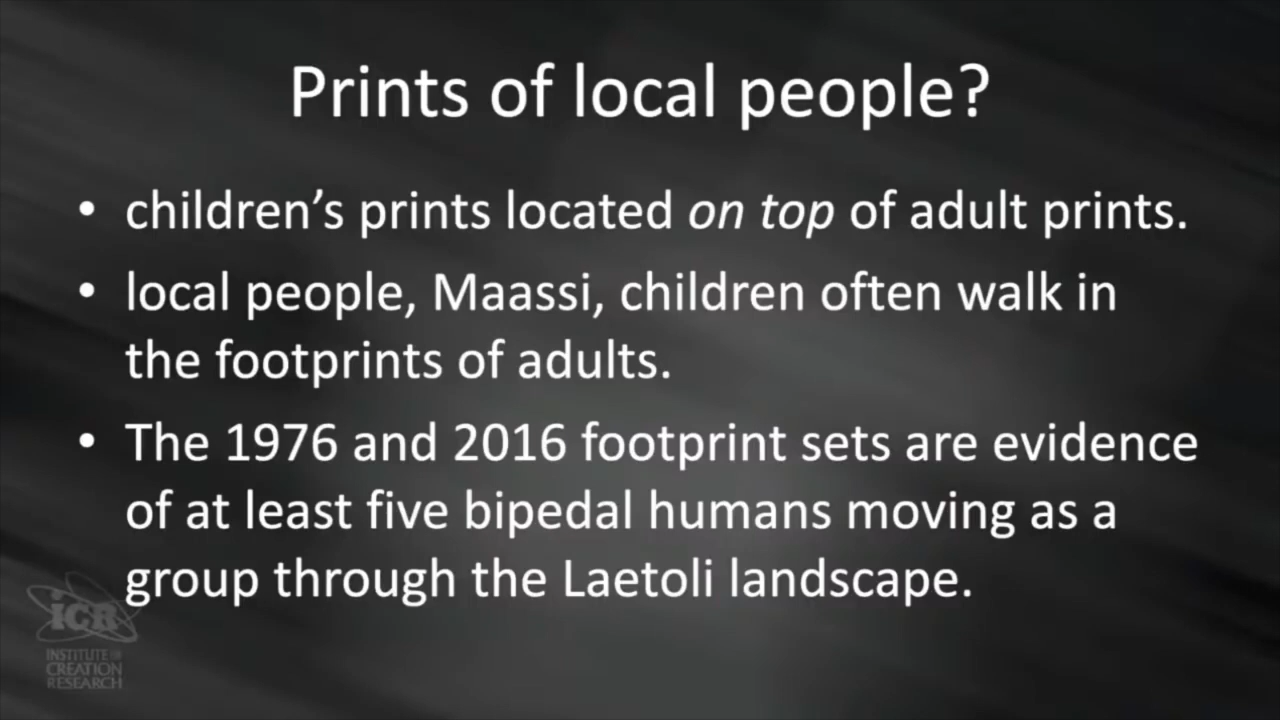 Prints of local people?
• children's prints located on top of adult prints.
• local people, Maassi, children often walk in
the footprints of adults.
• The 1976 and 2016 footprint sets are evidence
of at least five bipedal humans moving as a
group through the Laetoli landscape.
iCR
INSTITUTE OF
CREATION
RESEARCH